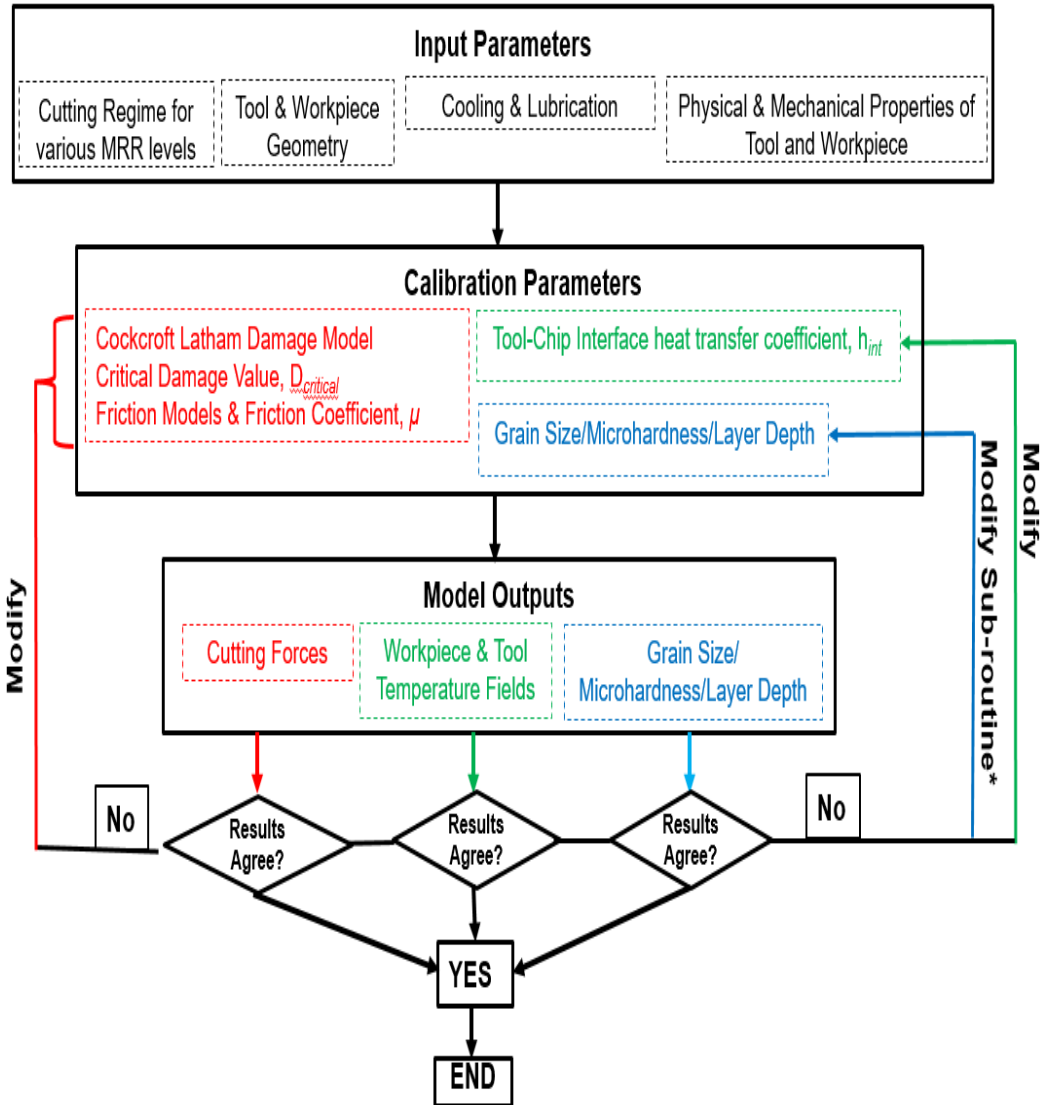 Input Parameters
Cutting Regime for
various MRR levels
Tool & Workpiece
Geometry
Cooling & Lubrication
Physical & Mechanical Properties of
Tool and Workpiece
Calibration Parameters
Cockcroft Latham Damage Model
Critical Damage Value, Dcritical
Friction Models & Friction Coefficient, μ
Tool-Chip Interface heat transfer coefficient, hint
Grain Size/Microhardness/Layer Depth
Modify
Modify Sub-routine*
Modify
Model Outputs
Cutting Forces
Workpiece & Tool
Temperature Fields
Grain Size/
Microhardness/Layer Depth
No
Results
Agree?
Results
Agree?
Results
Agree?
No
YES
END